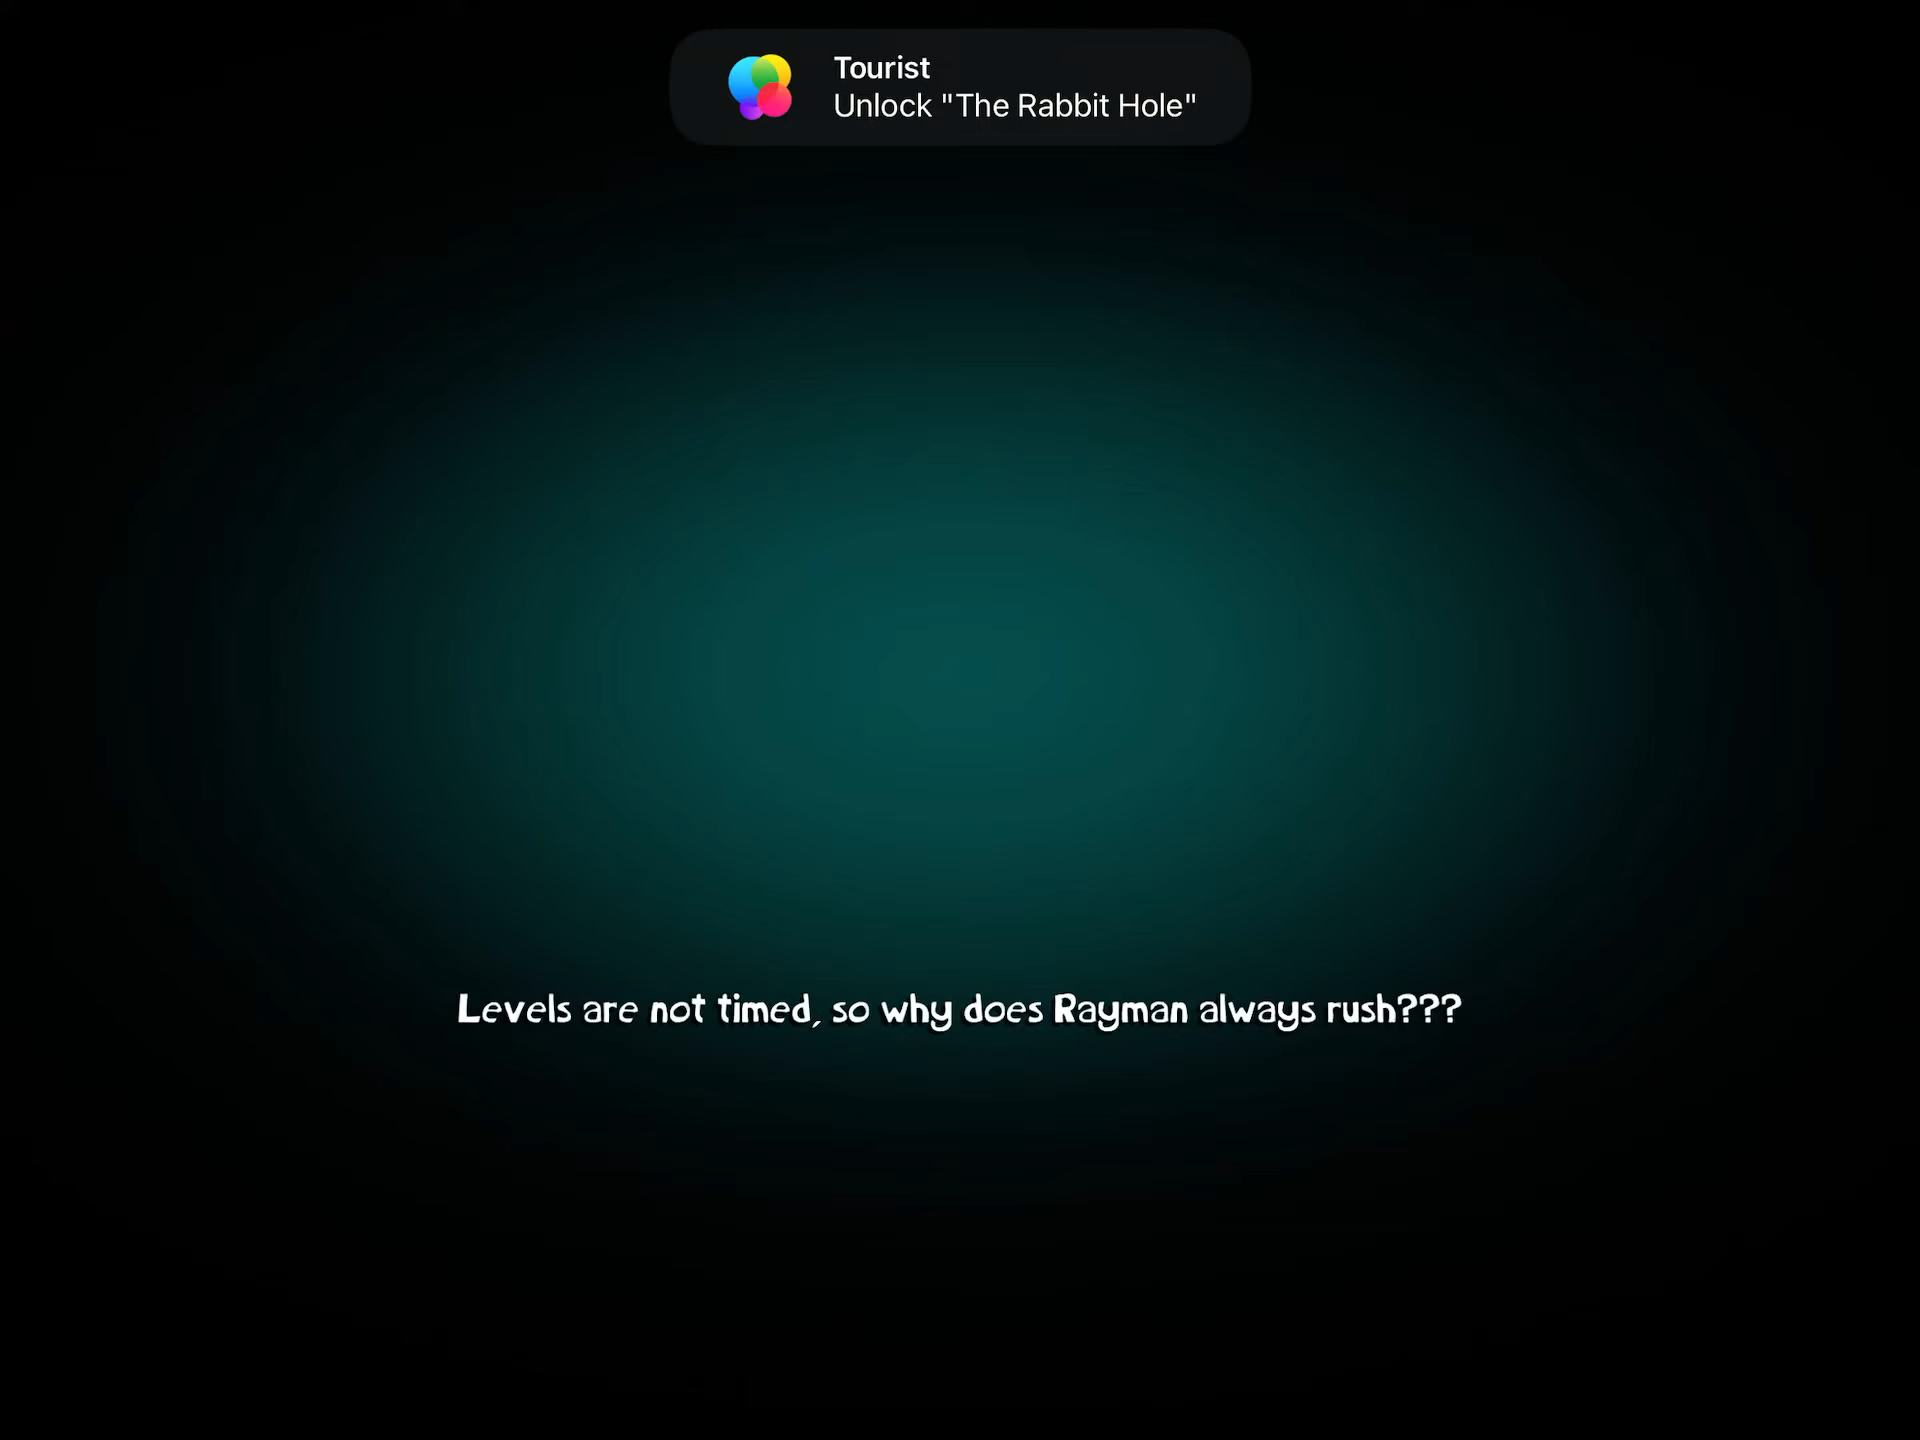 Tourist
Unlock "The Rabbit Hole"
Levels are not timed, so why does Rayman always rush???